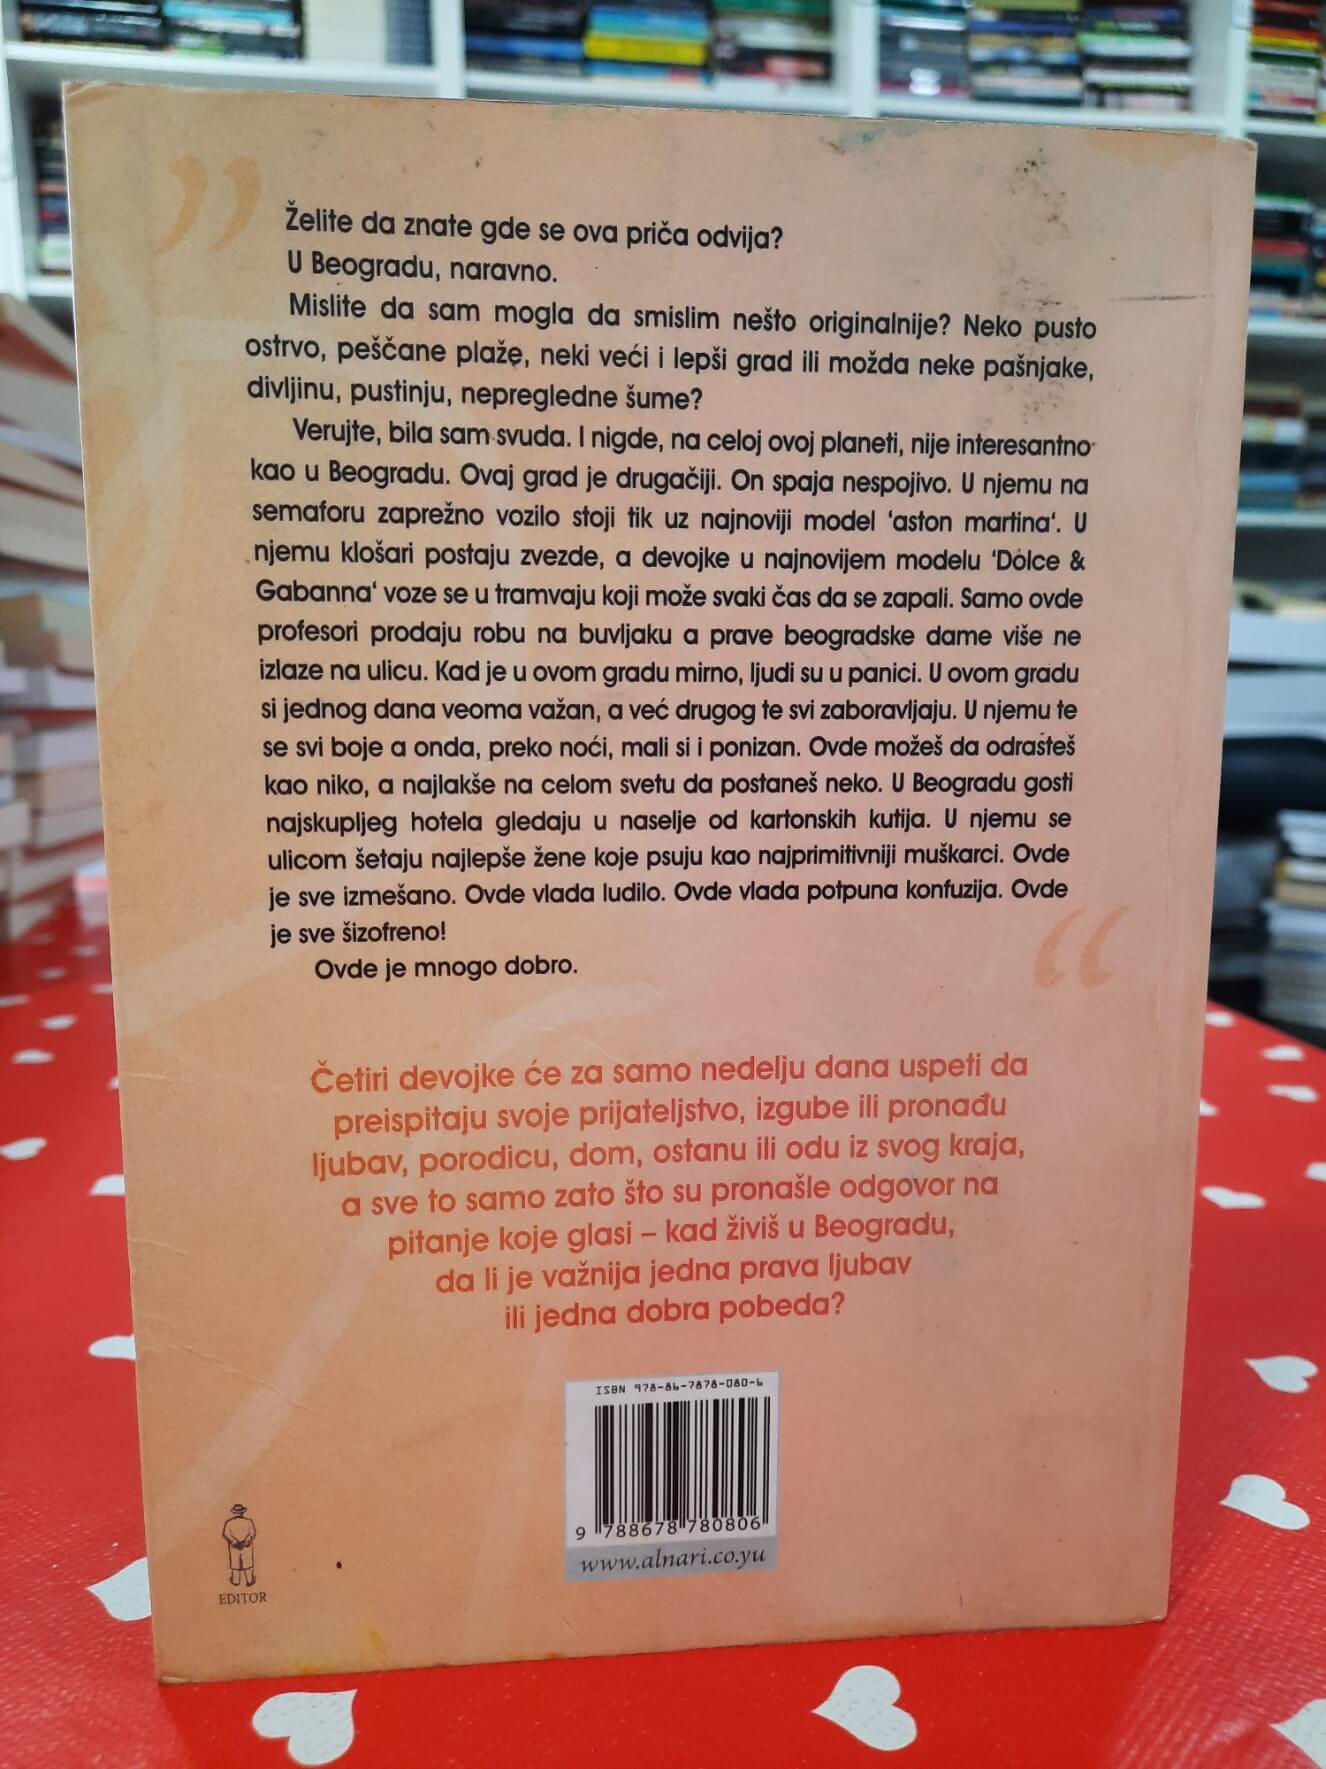 Želite da znate gde se ova priča odvija?
U Beogradu, naravno.
Mislite da sam mogla da smislim nešto originalnije? Neko pusto
ostrvo, peščane plaže, neki veći i lepši grad ili možda neke pašnjake,
divljinu, pustinju, nepregledne šume?
Verujte, bila sam svuda. I nigde, na celoj ovoj planeti, nije interesantno
kao u Beogradu. Ovaj grad je drugačiji. On spaja nespojivo. U njemu na
semaforu zaprežno vozilo stoji tik uz najnoviji model ‘aston martina‘. U
njemu klošari postaju zvezde, a devojke u najnovijem modelu ‘Dolce &
Gabanna‘ voze se u tramvaju koji može svaki čas da se zapali. Samo ovde
profesori prodaju robu na buvljaku a prave beogradske dame više ne
izlaze na ulicu. Kad je u ovom gradu mirno, ljudi su u panici. U ovom gradu
si jednog dana veoma važan, a već drugog te svi zaboravljaju. U njemu te
se svi boje a onda, preko noći, mali si i ponizan. Ovde možeš da odrasteš
kao niko, a najlakše na celom svetu da postaneš neko. U Beogradu gosti
najskupljeg hotela gledaju u naselje od kartonskih kutija. U njemu se
ulicom šetaju najlepše žene koje psuju kao najprimitivniji muškarci. Ovde
je sve izmešano. Ovde vlada ludilo. Ovde vlada potpuna konfuzija. Ovde
je sve šizofreno!
Ovde je mnogo dobro.
Četiri devojke će za samo nedelju dana uspeti da
preispitaju svoje prijateljstvo, izgube ili pronađu
ljubav, porodicu, dom, ostanu ili odu iz svog kraja,
a sve to samo zato što su pronašle odgovor na
pitanje koje glasi – kad živiš u Beogradu,
da li je važnija jedna prava ljubav
ili jedna dobra pobeda?
ISBN 978-86-7878-080-6
9 788678 780806
www.alnari.co.yu
EDITOR